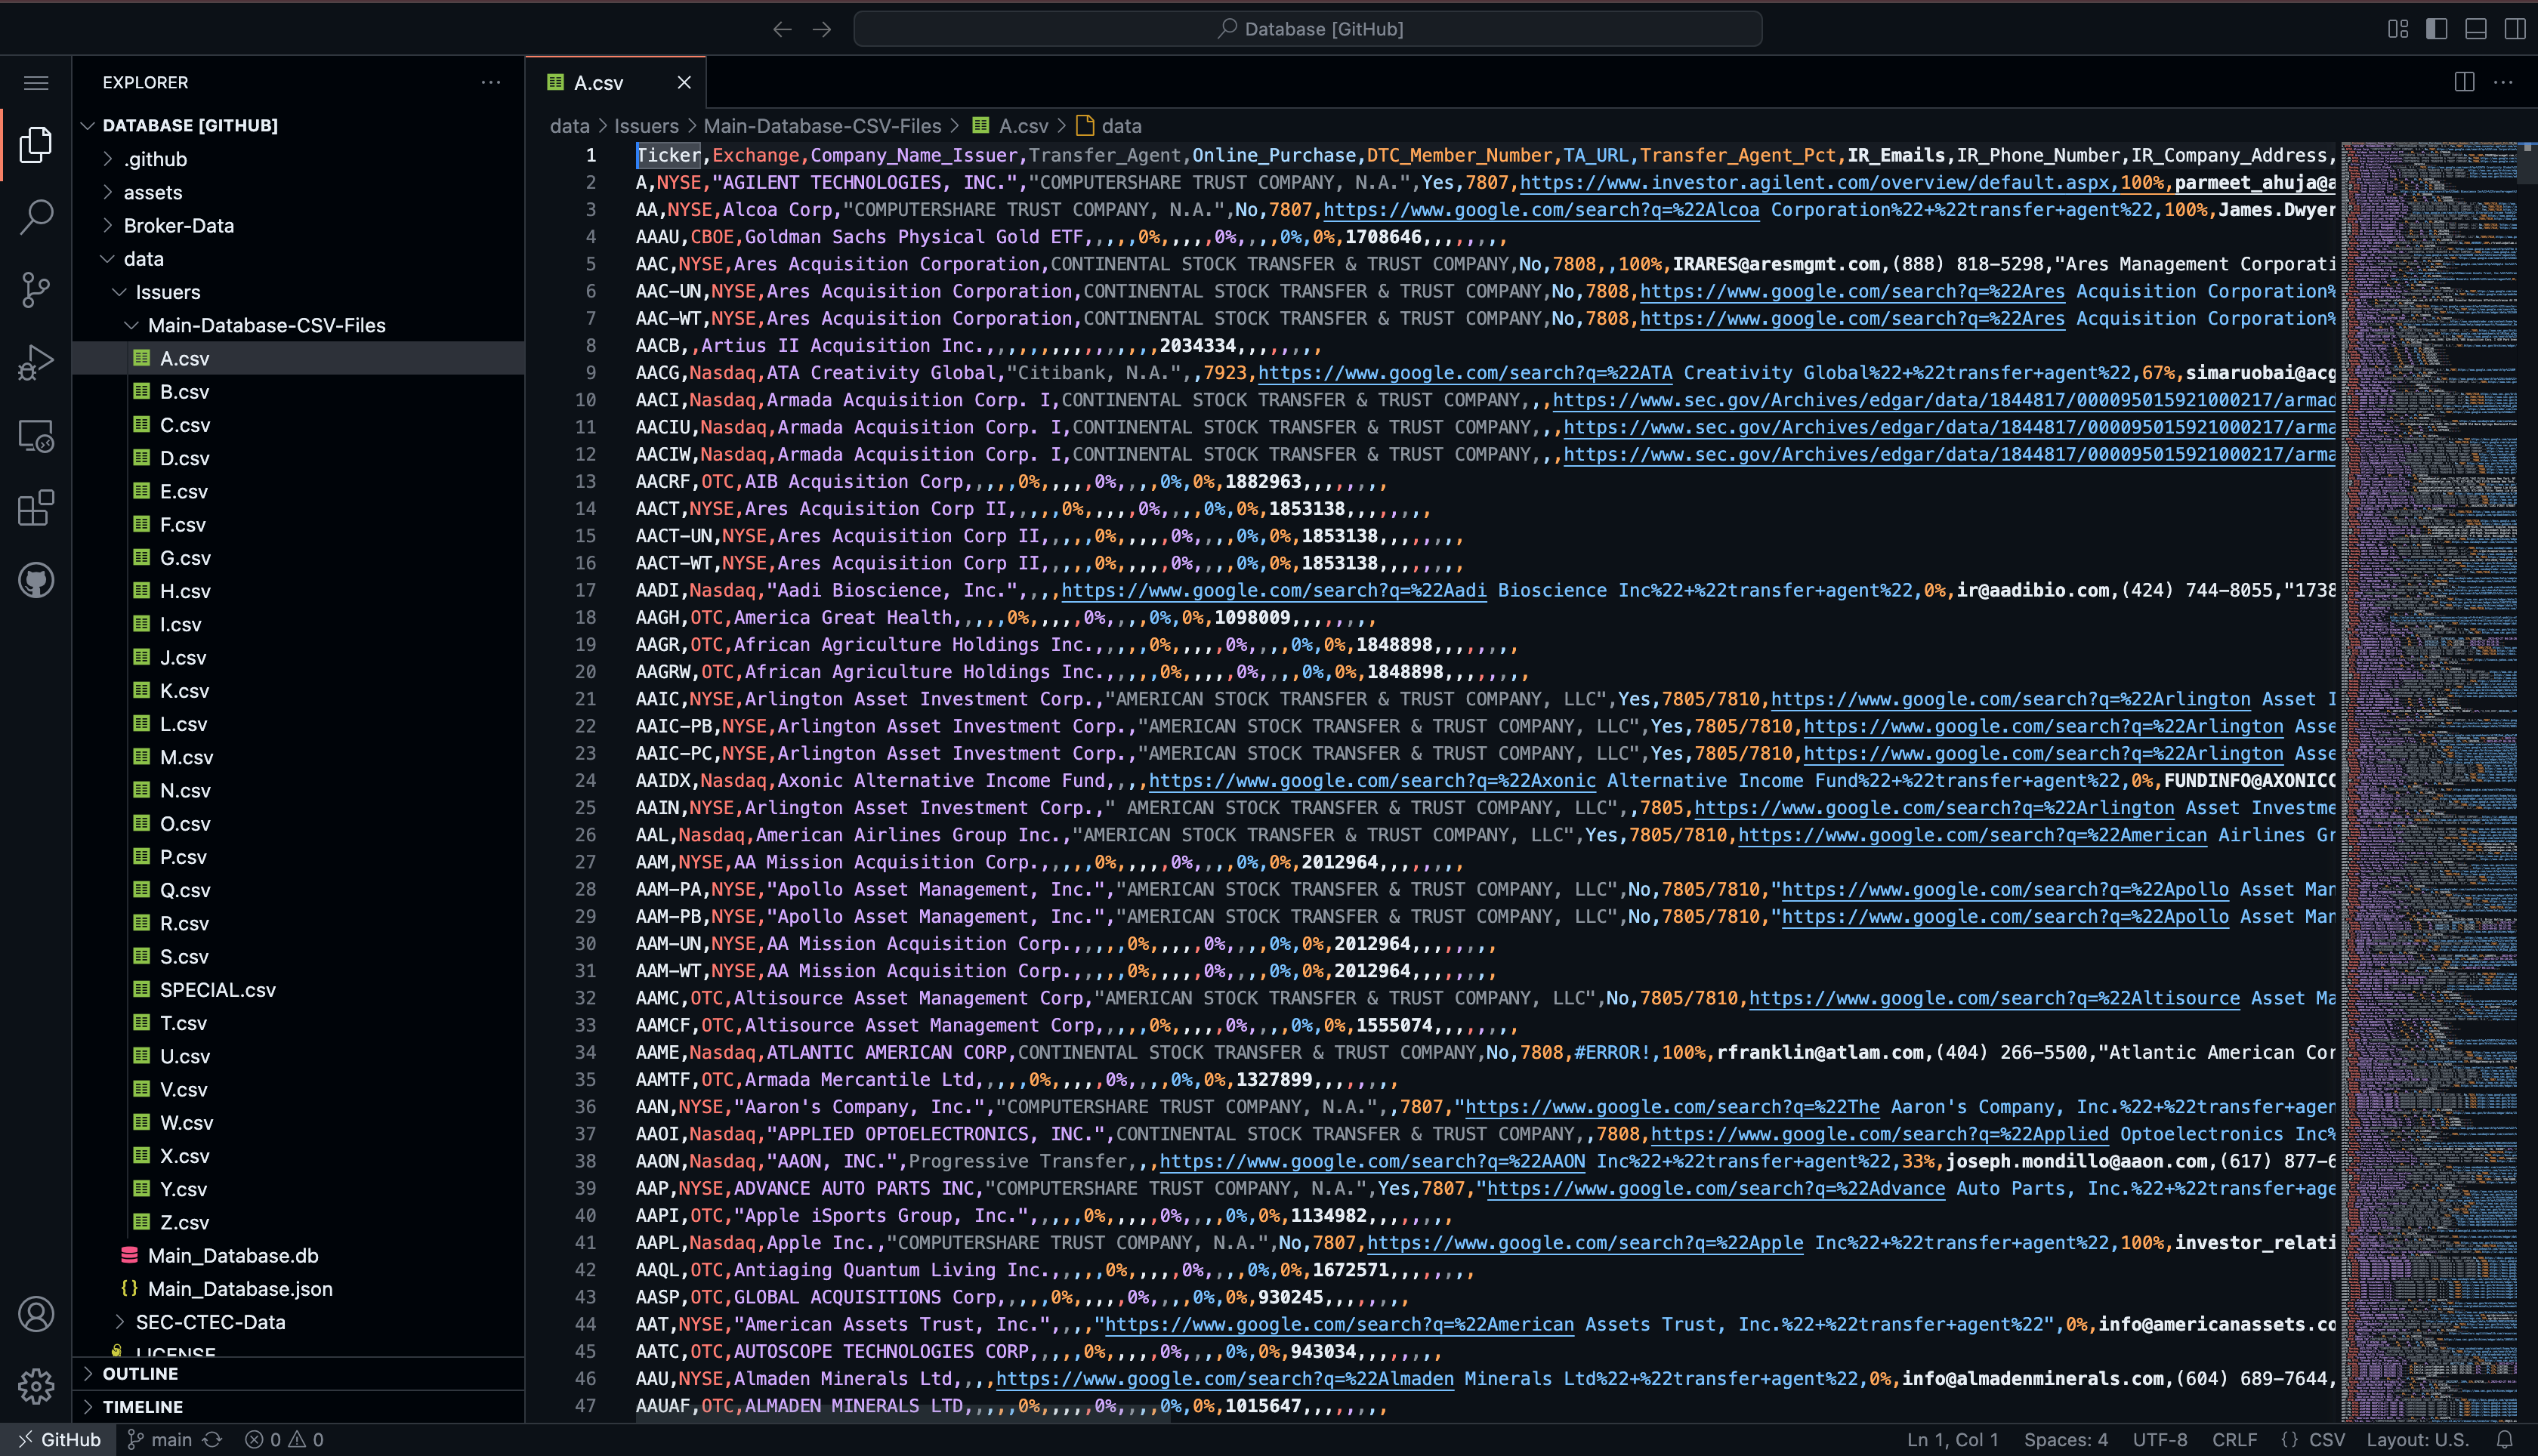 Database [GitHub]
EXPLORER
DATABASE [GITHUB]
.github
assets
Broker-Data
data
Issuers
Main-Database-CSV-Files
A.csv
B.csv
C.csv
D.csv
E.csv
F.csv
G.csv
H.csv
I.csv
J.csv
K.csv
L.csv
M.csv
N.csv
O.csv
P.csv
Q.csv
R.csv
S.csv
SPECIAL.csv
T.csv
U.csv
V.csv
W.csv
X.csv
Y.csv
Z.csv
Main_Database.db
Main_Database.json
SEC-CTEC-Data
LICENSE
OUTLINE
TIMELINE
A.csv
data > Issuers > Main-Database-CSV-Files > A.csv > data
1 Ticker,Exchange,Company_Name_Issuer,Transfer_Agent,Online_Purchase,DTC_Member_Number,TA_URL,Transfer_Agent_Pct,IR_Emails,IR_Phone_Number,IR_Company_Address,
2 A,NYSE,"AGILENT TECHNOLOGIES, INC.","COMPUTERSHARE TRUST COMPANY, N.A.",Yes,7807,https://www.investor.agilent.com/overview/default.aspx,100%,parmeet_ahuja@a
3 AA,NYSE,Alcoa Corp,"COMPUTERSHARE TRUST COMPANY, N.A.",No,7807,https://www.google.com/search?q=%22Alcoa Corporation%22+%22transfer+agent%22,100%,James.Dwyer
4 AAAU,CBOE,Goldman Sachs Physical Gold ETF,,,,,0%,,,,,0%,,,,0%,0%,1708646,,,,,,,,
5 AAC,NYSE,Ares Acquisition Corporation,CONTINENTAL STOCK TRANSFER & TRUST COMPANY,No,7808,,100%,IRARES@aresmgmt.com,(888) 818-5298,"Ares Management Corporati
6 AAC-UN,NYSE,Ares Acquisition Corporation,CONTINENTAL STOCK TRANSFER & TRUST COMPANY,No,7808,https://www.google.com/search?q=%22Ares Acquisition Corporation%
7 AAC-WT,NYSE,Ares Acquisition Corporation,CONTINENTAL STOCK TRANSFER & TRUST COMPANY,No,7808,https://www.google.com/search?q=%22Ares Acquisition Corporation%
8 AACB,,Artius II Acquisition Inc.,,,,,,,,,,,,,,,,2034334,,,,,,,,
9 AACG,Nasdaq,ATA Creativity Global,"Citibank, N.A.",,7923,https://www.google.com/search?q=%22ATA Creativity Global%22+%22transfer+agent%22,67%,simaruobai@acg
10 AACI,Nasdaq,Armada Acquisition Corp. I,CONTINENTAL STOCK TRANSFER & TRUST COMPANY,,,https://www.sec.gov/Archives/edgar/data/1844817/000095015921000217/armad
11 AACIU,Nasdaq,Armada Acquisition Corp. I,CONTINENTAL STOCK TRANSFER & TRUST COMPANY,,,https://www.sec.gov/Archives/edgar/data/1844817/000095015921000217/arma
12 AACIW,Nasdaq,Armada Acquisition Corp. I,CONTINENTAL STOCK TRANSFER & TRUST COMPANY,,,https://www.sec.gov/Archives/edgar/data/1844817/000095015921000217/arma
13 AACRF,OTC,AIB Acquisition Corp,,,,,0%,,,,,0%,,,,0%,0%,1882963,,,,,,,,
14 AACT,NYSE,Ares Acquisition Corp II,,,,,0%,,,,,0%,,,,0%,0%,1853138,,,,,,,,
15 AACT-UN,NYSE,Ares Acquisition Corp II,,,,,0%,,,,,0%,,,,0%,0%,1853138,,,,,,,,
16 AACT-WT,NYSE,Ares Acquisition Corp II,,,,,0%,,,,,0%,,,,0%,0%,1853138,,,,,,,,
17 AADI,Nasdaq,"Aadi Bioscience, Inc.",,,,https://www.google.com/search?q=%22Aadi Bioscience Inc%22+%22transfer+agent%22,0%,ir@aadibio.com,(424) 744-8055,"1738
18 AAGH,OTC,America Great Health,,,,,0%,,,,,0%,,,,0%,0%,1098009,,,,,,,,
19 AAGR,OTC,African Agriculture Holdings Inc.,,,,,0%,,,,,0%,,,,0%,0%,1848898,,,,,,,,
20 AAGRW,OTC,African Agriculture Holdings Inc.,,,,,0%,,,,,0%,,,,0%,0%,1848898,,,,,,,,
21 AAIC,NYSE,Arlington Asset Investment Corp.,"AMERICAN STOCK TRANSFER & TRUST COMPANY, LLC",Yes,7805/7810,https://www.google.com/search?q=%22Arlington Asset I
22 AAIC-PB,NYSE,Arlington Asset Investment Corp.,"AMERICAN STOCK TRANSFER & TRUST COMPANY, LLC",Yes,7805/7810,https://www.google.com/search?q=%22Arlington Asse
23 AAIC-PC,NYSE,Arlington Asset Investment Corp.,"AMERICAN STOCK TRANSFER & TRUST COMPANY, LLC",Yes,7805/7810,https://www.google.com/search?q=%22Arlington Asse
24 AAIDX,Nasdaq,Axonic Alternative Income Fund,,,,https://www.google.com/search?q=%22Axonic Alternative Income Fund%22+%22transfer+agent%22,0%,FUNDINFO@AXONICC
25 AAIN,NYSE,Arlington Asset Investment Corp.," AMERICAN STOCK TRANSFER & TRUST COMPANY, LLC",,7805,https://www.google.com/search?q=%22Arlington Asset Investme
26 AAL,Nasdaq,American Airlines Group Inc.,"AMERICAN STOCK TRANSFER & TRUST COMPANY, LLC",Yes,7805/7810,https://www.google.com/search?q=%22American Airlines Gr
27 AAM,NYSE,AA Mission Acquisition Corp.,,,,,0%,,,,,0%,,,,0%,0%,2012964,,,,,,,,
28 AAM-PA,NYSE,"Apollo Asset Management, Inc.","AMERICAN STOCK TRANSFER & TRUST COMPANY, LLC",No,7805/7810,"https://www.google.com/search?q=%22Apollo Asset Man
29 AAM-PB,NYSE,"Apollo Asset Management, Inc.","AMERICAN STOCK TRANSFER & TRUST COMPANY, LLC",No,7805/7810,"https://www.google.com/search?q=%22Apollo Asset Man
30 AAM-UN,NYSE,AA Mission Acquisition Corp.,,,,,0%,,,,,0%,,,,0%,0%,2012964,,,,,,,,
31 AAM-WT,NYSE,AA Mission Acquisition Corp.,,,,,0%,,,,,0%,,,,0%,0%,2012964,,,,,,,,
32 AAMC,OTC,Altisource Asset Management Corp,"AMERICAN STOCK TRANSFER & TRUST COMPANY, LLC",No,7805/7810,https://www.google.com/search?q=%22Altisource Asset Ma
33 AAMCF,OTC,Altisource Asset Management Corp,,,,,0%,,,,,0%,,,,0%,0%,1555074,,,,,,,,
34 AAME,Nasdaq,ATLANTIC AMERICAN CORP,CONTINENTAL STOCK TRANSFER & TRUST COMPANY,No,7808,#ERROR!,100%,rfranklin@atlam.com,(404) 266-5500,"Atlantic American Cor
35 AAMTF,OTC,Armada Mercantile Ltd,,,,,0%,,,,,0%,,,,0%,0%,1327899,,,,,,,,
36 AAN,NYSE,"Aaron's Company, Inc.","COMPUTERSHARE TRUST COMPANY, N.A.",,7807,"https://www.google.com/search?q=%22The Aaron's Company, Inc.%22+%22transfer+agen
37 AAOI,Nasdaq,"APPLIED OPTOELECTRONICS, INC.",CONTINENTAL STOCK TRANSFER & TRUST COMPANY,,7808,https://www.google.com/search?q=%22Applied Optoelectronics Inc%
38 AAON,Nasdaq,"AAON, INC.",Progressive Transfer,,,https://www.google.com/search?q=%22AAON Inc%22+%22transfer+agent%22,33%,joseph.mondillo@aaon.com,(617) 877-6
39 AAP,NYSE,ADVANCE AUTO PARTS INC,"COMPUTERSHARE TRUST COMPANY, N.A.",Yes,7807,"https://www.google.com/search?q=%22Advance Auto Parts, Inc.%22+%22transfer+age
40 AAPI,OTC,"Apple iSports Group, Inc.",,,,,0%,,,,,0%,,,,0%,0%,1134982,,,,,,,,
41 AAPL,Nasdaq,Apple Inc.,"COMPUTERSHARE TRUST COMPANY, N.A.",No,7807,https://www.google.com/search?q=%22Apple Inc%22+%22transfer+agent%22,100%,investor_relati
42 AAQL,OTC,Antiaging Quantum Living Inc.,,,,,0%,,,,,0%,,,,0%,0%,1672571,,,,,,,,
43 AASP,OTC,GLOBAL ACQUISITIONS Corp,,,,,0%,,,,,0%,,,,0%,0%,930245,,,,,,,,
44 AAT,NYSE,"American Assets Trust, Inc.",,,,"https://www.google.com/search?q=%22American Assets Trust, Inc.%22+%22transfer+agent%22",0%,info@americanassets.co
45 AATC,OTC,AUTOSCOPE TECHNOLOGIES CORP,,,,,0%,,,,,0%,,,,0%,0%,943034,,,,,,,,
46 AAU,NYSE,Almaden Minerals Ltd,,,,https://www.google.com/search?q=%22Almaden Minerals Ltd%22+%22transfer+agent%22,0%,info@almadenminerals.com,(604) 689-7644,
47 AAUAF,OTC,ALMADEN MINERALS LTD,,,,,0%,,,,,0%,,,,0%,0%,1015647,,,,,,,,
GitHub main 0 0 Ln 1, Col 1 Spaces: 4 UTF-8 CRLF {} CSV Layout: U.S.